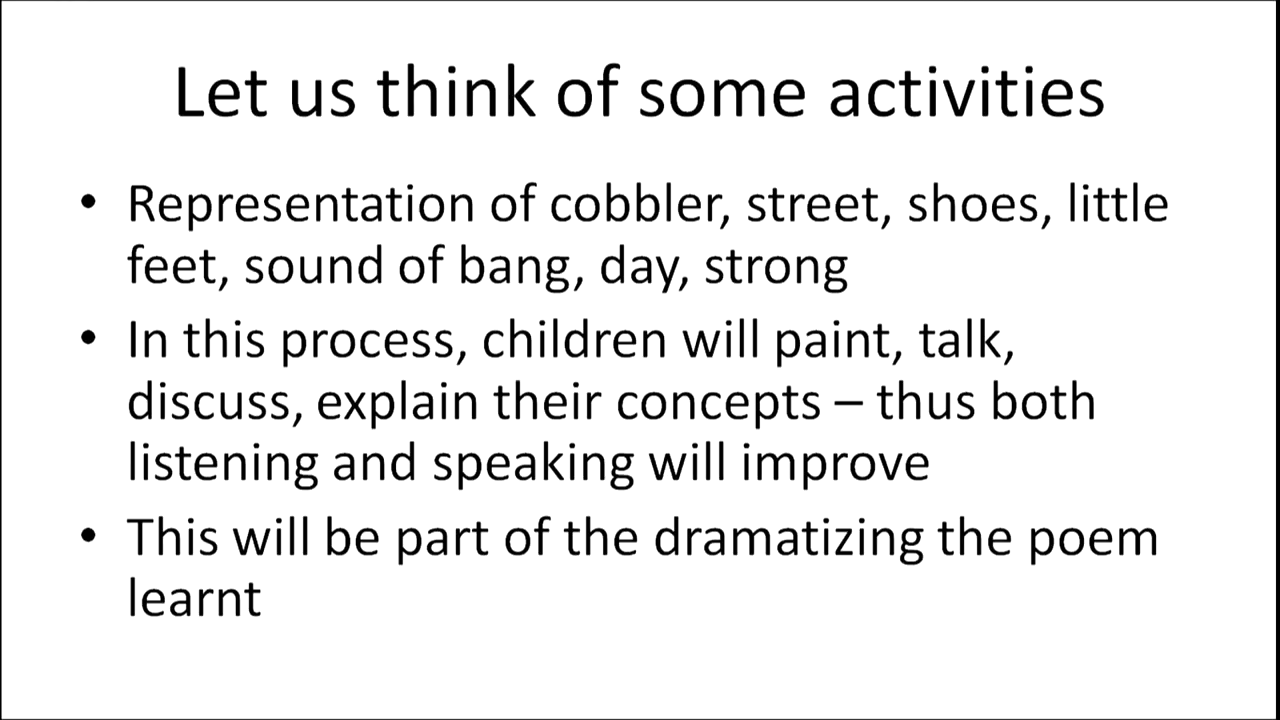 Let us think of some activities
• Representation of cobbler, street, shoes, little
feet, sound of bang, day, strong
• In this process, children will paint, talk,
discuss, explain their concepts – thus both
listening and speaking will improve
• This will be part of the dramatizing the poem
learnt